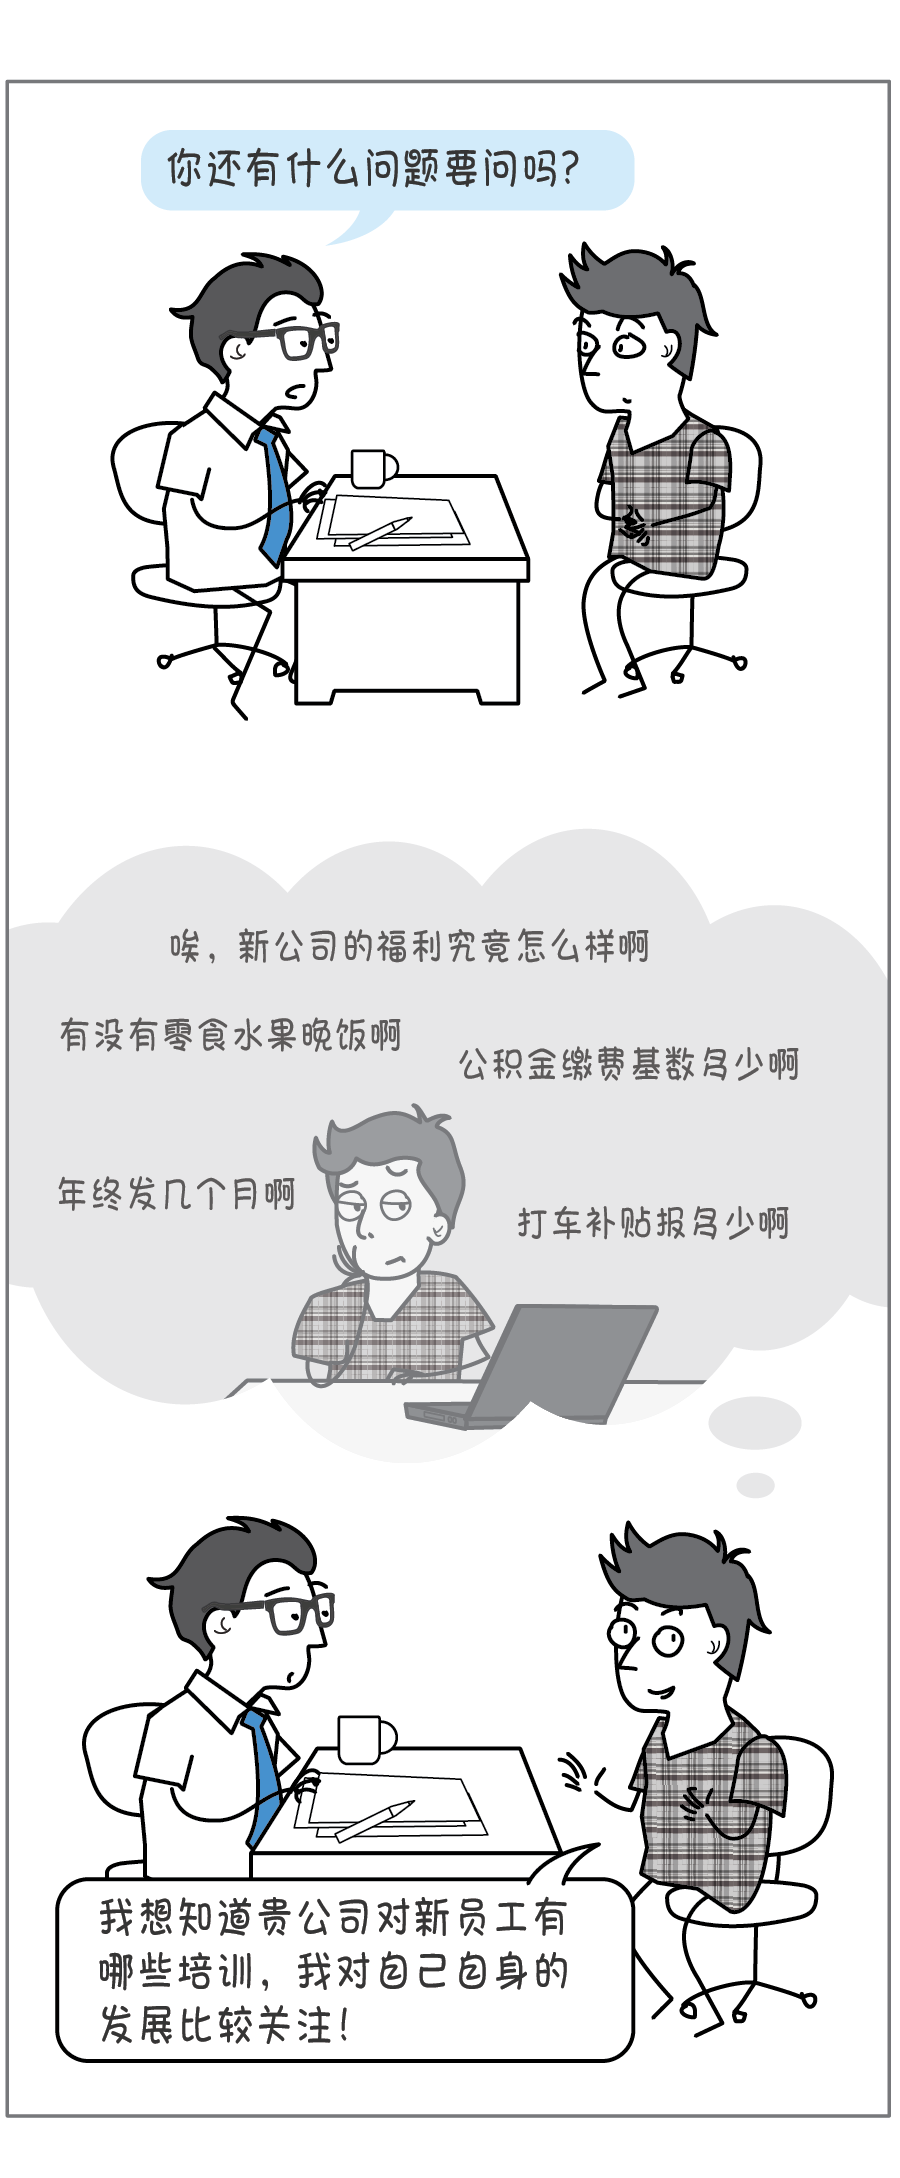 你还有什么问题要问吗?
唉，新公司的福利究竟怎么样啊
有没有零食水果晚饭啊
公积金缴费基数多少啊
年终发几个月啊
打车补贴报多少啊
我想知道贵公司对新员工有
哪些培训，我对自己自身的
发展比较关注!